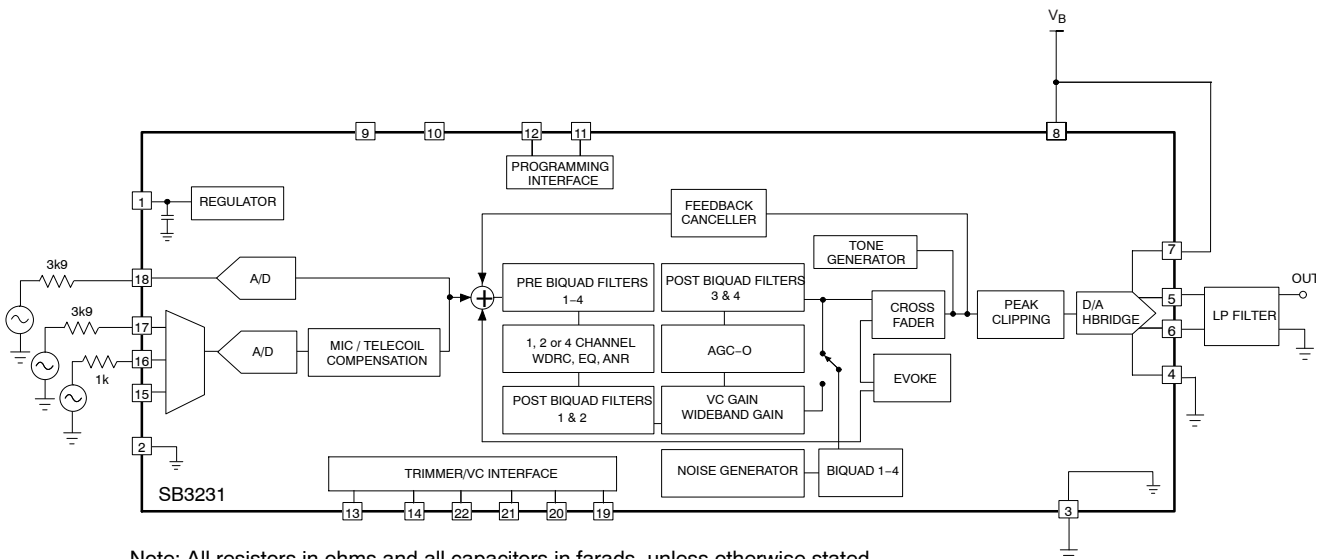 V_B
8
9
10
12
11
PROGRAMMING
INTERFACE
1
REGULATOR
FEEDBACK
CANCELLER
TONE
GENERATOR
3k9
18
A/D
PRE BIQUAD FILTERS
1–4
POST BIQUAD FILTERS
3 & 4
CROSS
FADER
PEAK
CLIPPING
D/A
HBRIDGE
7
5
6
4
LP FILTER
OUT
3k9
17
16
15
1k
A/D
MIC / TELECOIL
COMPENSATION
1, 2 or 4 CHANNEL
WDRC, EQ, ANR
AGC–O
EVOKE
POST BIQUAD FILTERS
1 & 2
VC GAIN
WIDEBAND GAIN
2
TRIMMER/VC INTERFACE
NOISE GENERATOR
BIQUAD 1–4
SB3231
13
14
22
21
20
19
3
Note: All resistors in ohms and all capacitors in farads, unless otherwise stated.